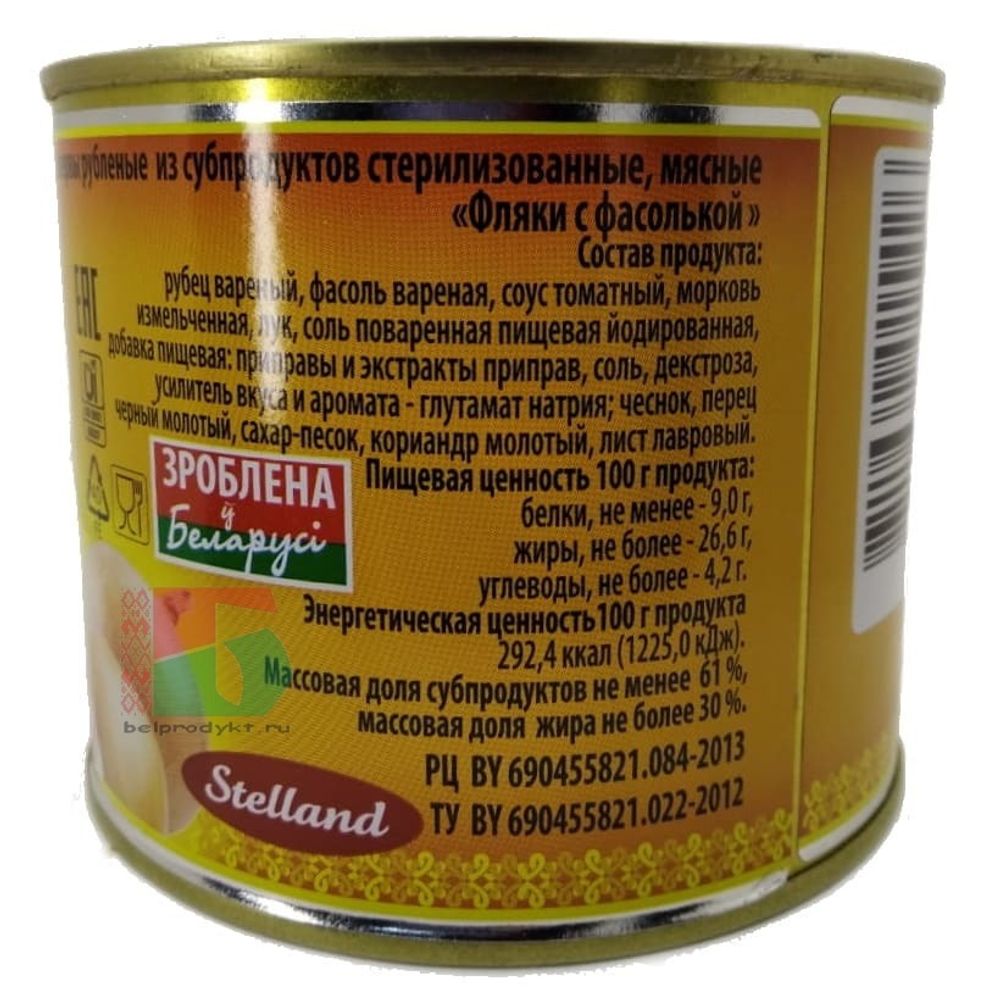 рубленые из субпродуктов стерилизованные, мясные
«Фляки с фасолькой»
Состав продукта:
рубец вареный, фасоль вареная, соус томатный, морковь
измельченная, лук, соль поваренная пищевая йодированная,
добавка пищевая: приправы и экстракты приправ, соль, декстроза,
усилитель вкуса и аромата - глутамат натрия; чеснок, перец
черный молотый, сахар-песок, кориандр молотый, лист лавровый.
Пищевая ценность 100 г продукта:
белки, не менее - 9,0 г,
жиры, не более - 26,6 г,
углеводы, не более - 4,2 г.
Энергетическая ценность 100 г продукта
292,4 ккал (1225,0 кДж).
Массовая доля субпродуктов не менее 61 %,
массовая доля жира не более 30 %.
РЦ BY 690455821.084-2013
ТУ BY 690455821.022-2012
EAC
ЗРОБЛЕНА
ў
Беларусі
belprodykt.ru
Stelland